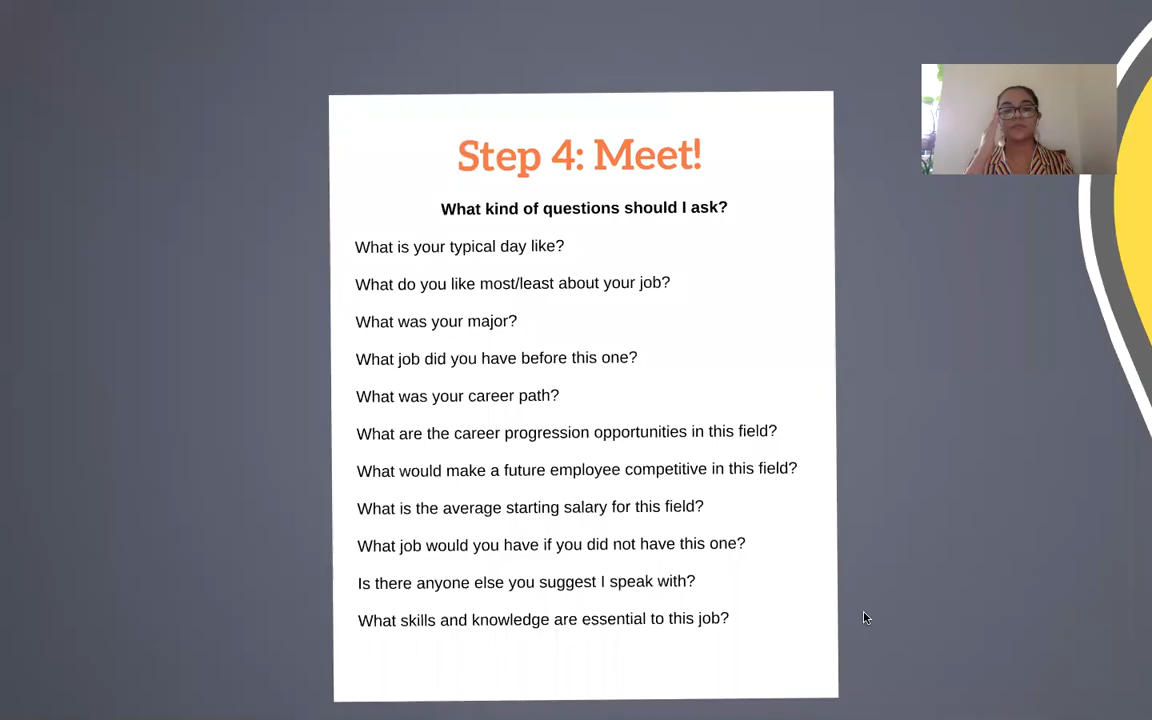 Step 4: Meet!
What kind of questions should I ask?
What is your typical day like?
What do you like most/least about your job?
What was your major?
What job did you have before this one?
What was your career path?
What are the career progression opportunities in this field?
What would make a future employee competitive in this field?
What is the average starting salary for this field?
What job would you have if you did not have this one?
Is there anyone else you suggest I speak with?
What skills and knowledge are essential to this job?